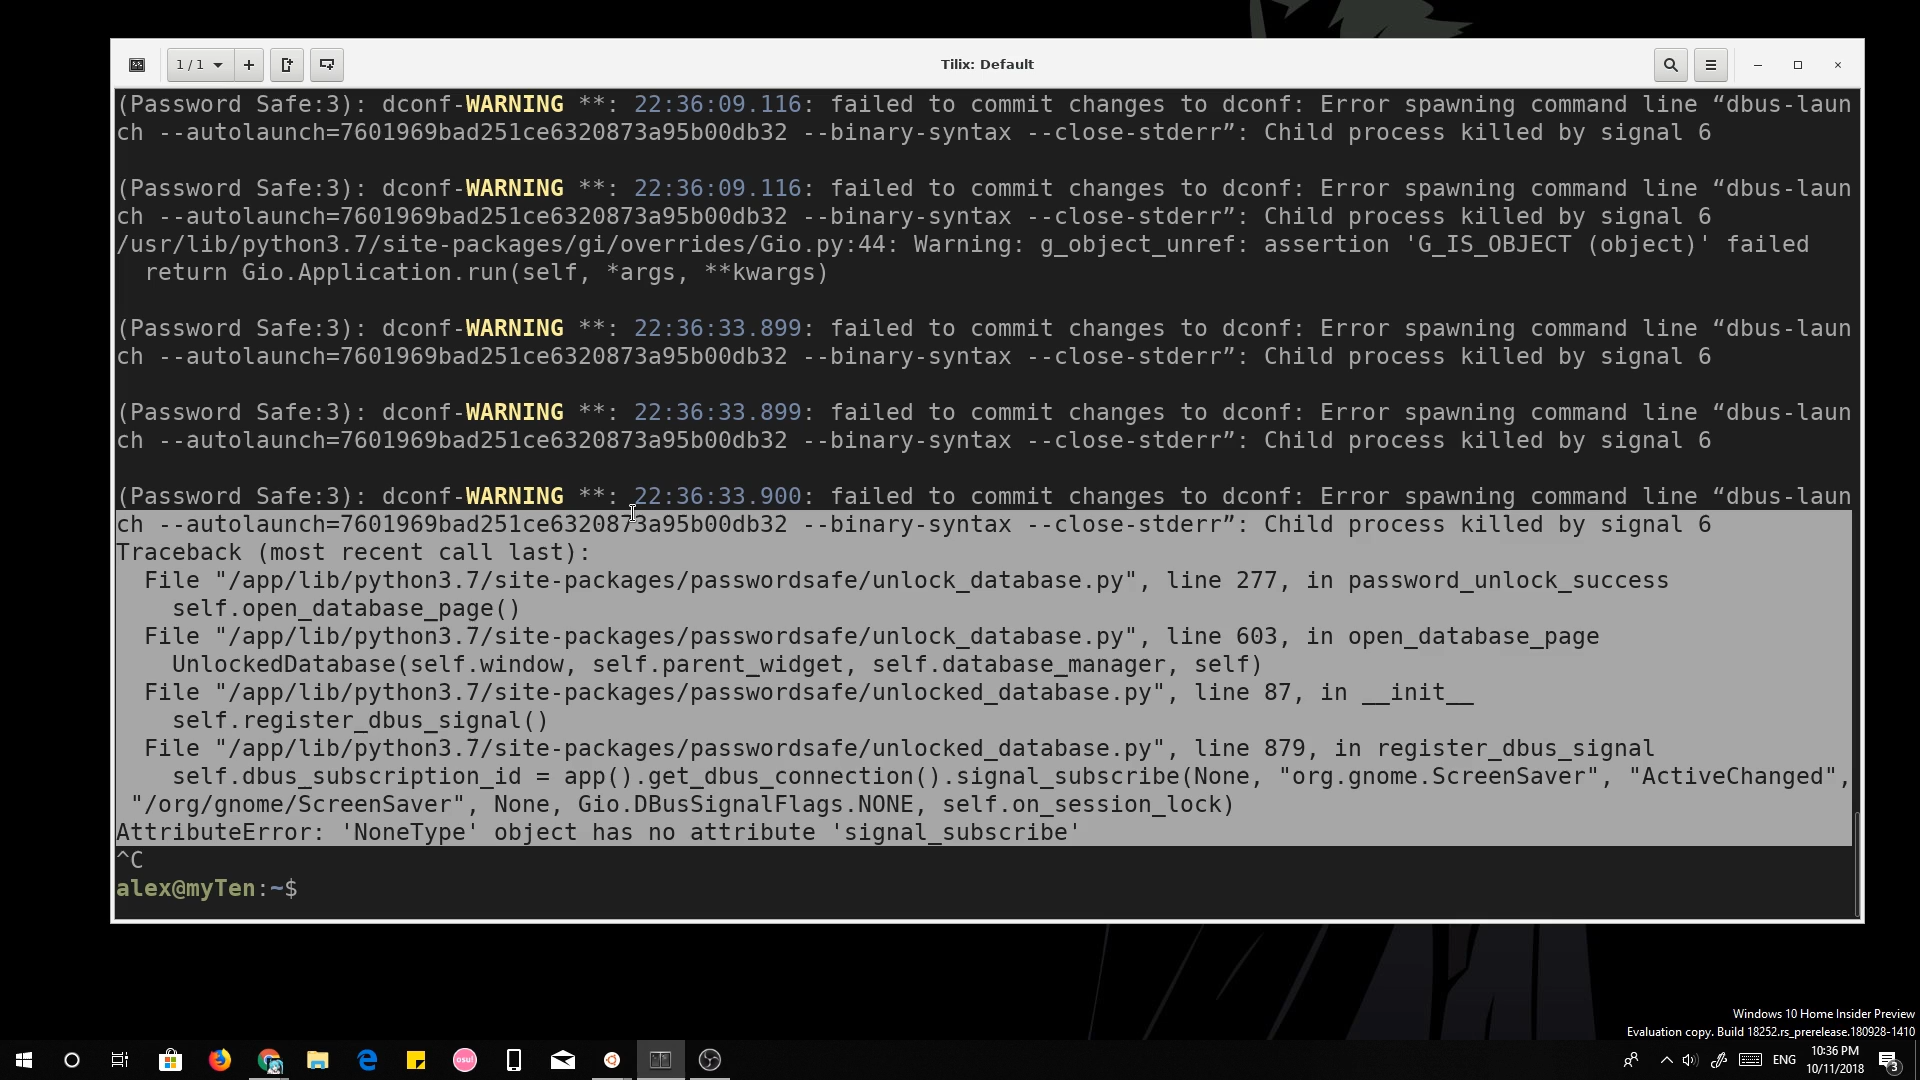 1 / 1
Tilix: Default
(Password Safe:3): dconf-WARNING **: 22:36:09.116: failed to commit changes to dconf: Error spawning command line “dbus-laun
ch --autolaunch=7601969bad251ce6320873a95b00db32 --binary-syntax --close-stderr”: Child process killed by signal 6
(Password Safe:3): dconf-WARNING **: 22:36:09.116: failed to commit changes to dconf: Error spawning command line “dbus-laun
ch --autolaunch=7601969bad251ce6320873a95b00db32 --binary-syntax --close-stderr”: Child process killed by signal 6
/usr/lib/python3.7/site-packages/gi/overrides/Gio.py:44: Warning: g_object_unref: assertion 'G_IS_OBJECT (object)' failed
  return Gio.Application.run(self, *args, **kwargs)
(Password Safe:3): dconf-WARNING **: 22:36:33.899: failed to commit changes to dconf: Error spawning command line “dbus-laun
ch --autolaunch=7601969bad251ce6320873a95b00db32 --binary-syntax --close-stderr”: Child process killed by signal 6
(Password Safe:3): dconf-WARNING **: 22:36:33.899: failed to commit changes to dconf: Error spawning command line “dbus-laun
ch --autolaunch=7601969bad251ce6320873a95b00db32 --binary-syntax --close-stderr”: Child process killed by signal 6
(Password Safe:3): dconf-WARNING **: 22:36:33.900: failed to commit changes to dconf: Error spawning command line “dbus-laun
ch --autolaunch=7601969bad251ce6320873a95b00db32 --binary-syntax --close-stderr”: Child process killed by signal 6
Traceback (most recent call last):
  File "/app/lib/python3.7/site-packages/passwordsafe/unlock_database.py", line 277, in password_unlock_success
    self.open_database_page()
  File "/app/lib/python3.7/site-packages/passwordsafe/unlock_database.py", line 603, in open_database_page
    UnlockedDatabase(self.window, self.parent_widget, self.database_manager, self)
  File "/app/lib/python3.7/site-packages/passwordsafe/unlocked_database.py", line 87, in __init__
    self.register_dbus_signal()
  File "/app/lib/python3.7/site-packages/passwordsafe/unlocked_database.py", line 879, in register_dbus_signal
    self.dbus_subscription_id = app().get_dbus_connection().signal_subscribe(None, "org.gnome.ScreenSaver", "ActiveChanged",
 "/org/gnome/ScreenSaver", None, Gio.DBusSignalFlags.NONE, self.on_session_lock)
AttributeError: 'NoneType' object has no attribute 'signal_subscribe'
^C
alex@myTen:~$
Windows 10 Home Insider Preview
Evaluation copy. Build 18252.rs_prerelease.180928-1410
osu!
ENG
10:36 PM
10/11/2018
3